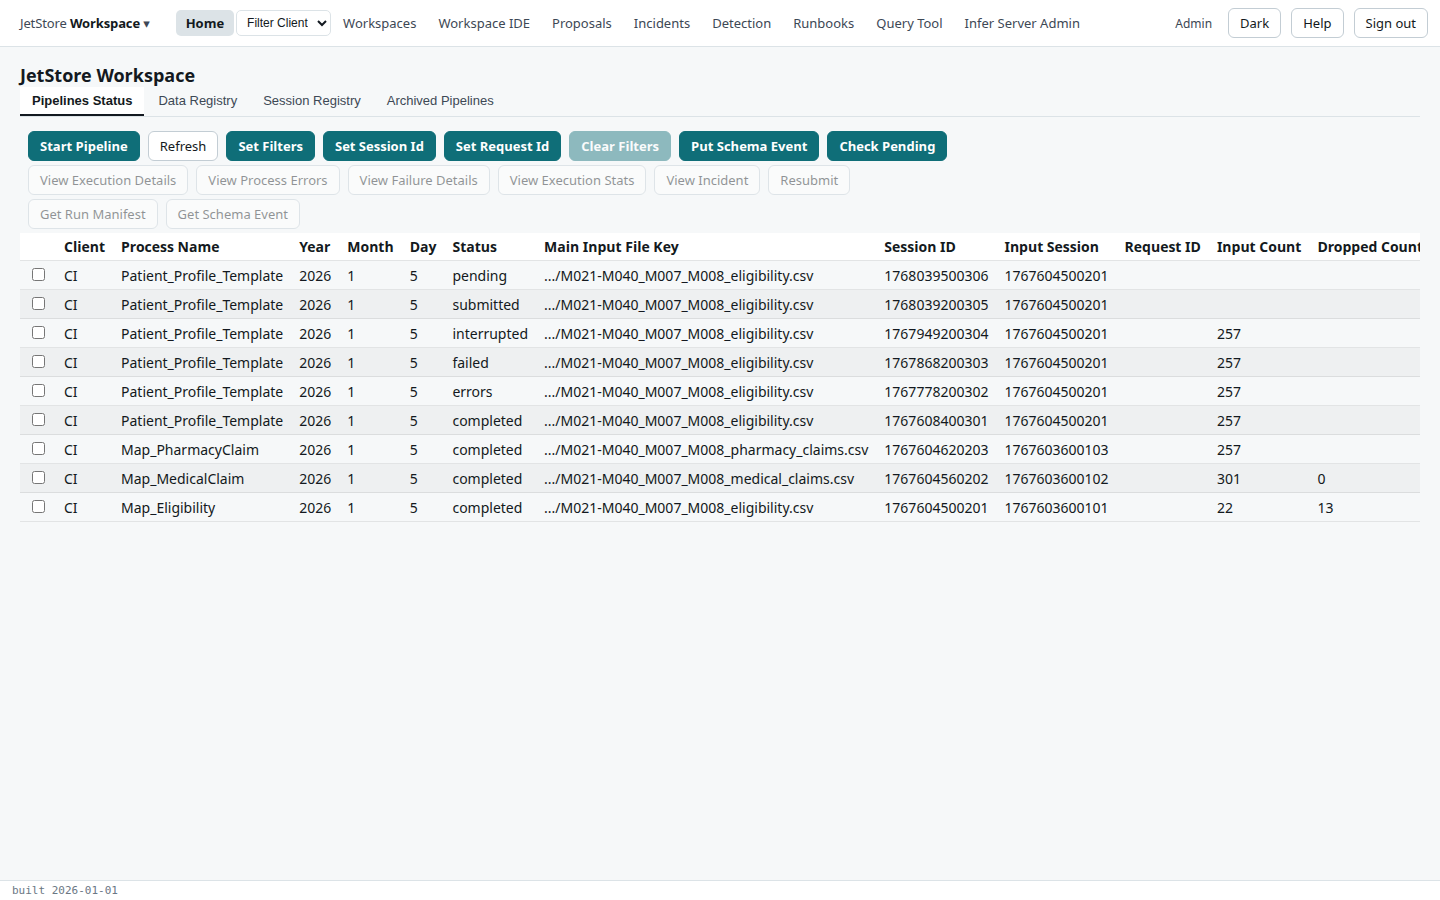 JetStore Workspace ▾ Home Filter Client Workspaces Workspace IDE Proposals Incidents Detection Runbooks Query Tool Infer Server Admin Admin Dark Help Sign out
JetStore Workspace
Pipelines Status Data Registry Session Registry Archived Pipelines
Start Pipeline Refresh Set Filters Set Session Id Set Request Id Clear Filters Put Schema Event Check Pending
View Execution Details View Process Errors View Failure Details View Execution Stats View Incident Resubmit
Get Run Manifest Get Schema Event
Client Process Name Year Month Day Status Main Input File Key Session ID Input Session Request ID Input Count Dropped Count
CI Patient_Profile_Template 2026 1 5 pending .../M021-M040_M007_M008_eligibility.csv 1768039500306 1767604500201
CI Patient_Profile_Template 2026 1 5 submitted .../M021-M040_M007_M008_eligibility.csv 1768039200305 1767604500201
CI Patient_Profile_Template 2026 1 5 interrupted .../M021-M040_M007_M008_eligibility.csv 1767949200304 1767604500201 257
CI Patient_Profile_Template 2026 1 5 failed .../M021-M040_M007_M008_eligibility.csv 1767868200303 1767604500201 257
CI Patient_Profile_Template 2026 1 5 errors .../M021-M040_M007_M008_eligibility.csv 1767778200302 1767604500201 257
CI Patient_Profile_Template 2026 1 5 completed .../M021-M040_M007_M008_eligibility.csv 1767608400301 1767604500201 257
CI Map_PharmacyClaim 2026 1 5 completed .../M021-M040_M007_M008_pharmacy_claims.csv 1767604620203 1767603600103 257
CI Map_MedicalClaim 2026 1 5 completed .../M021-M040_M007_M008_medical_claims.csv 1767604560202 1767603600102 301 0
CI Map_Eligibility 2026 1 5 completed .../M021-M040_M007_M008_eligibility.csv 1767604500201 1767603600101 22 13
built 2026-01-01